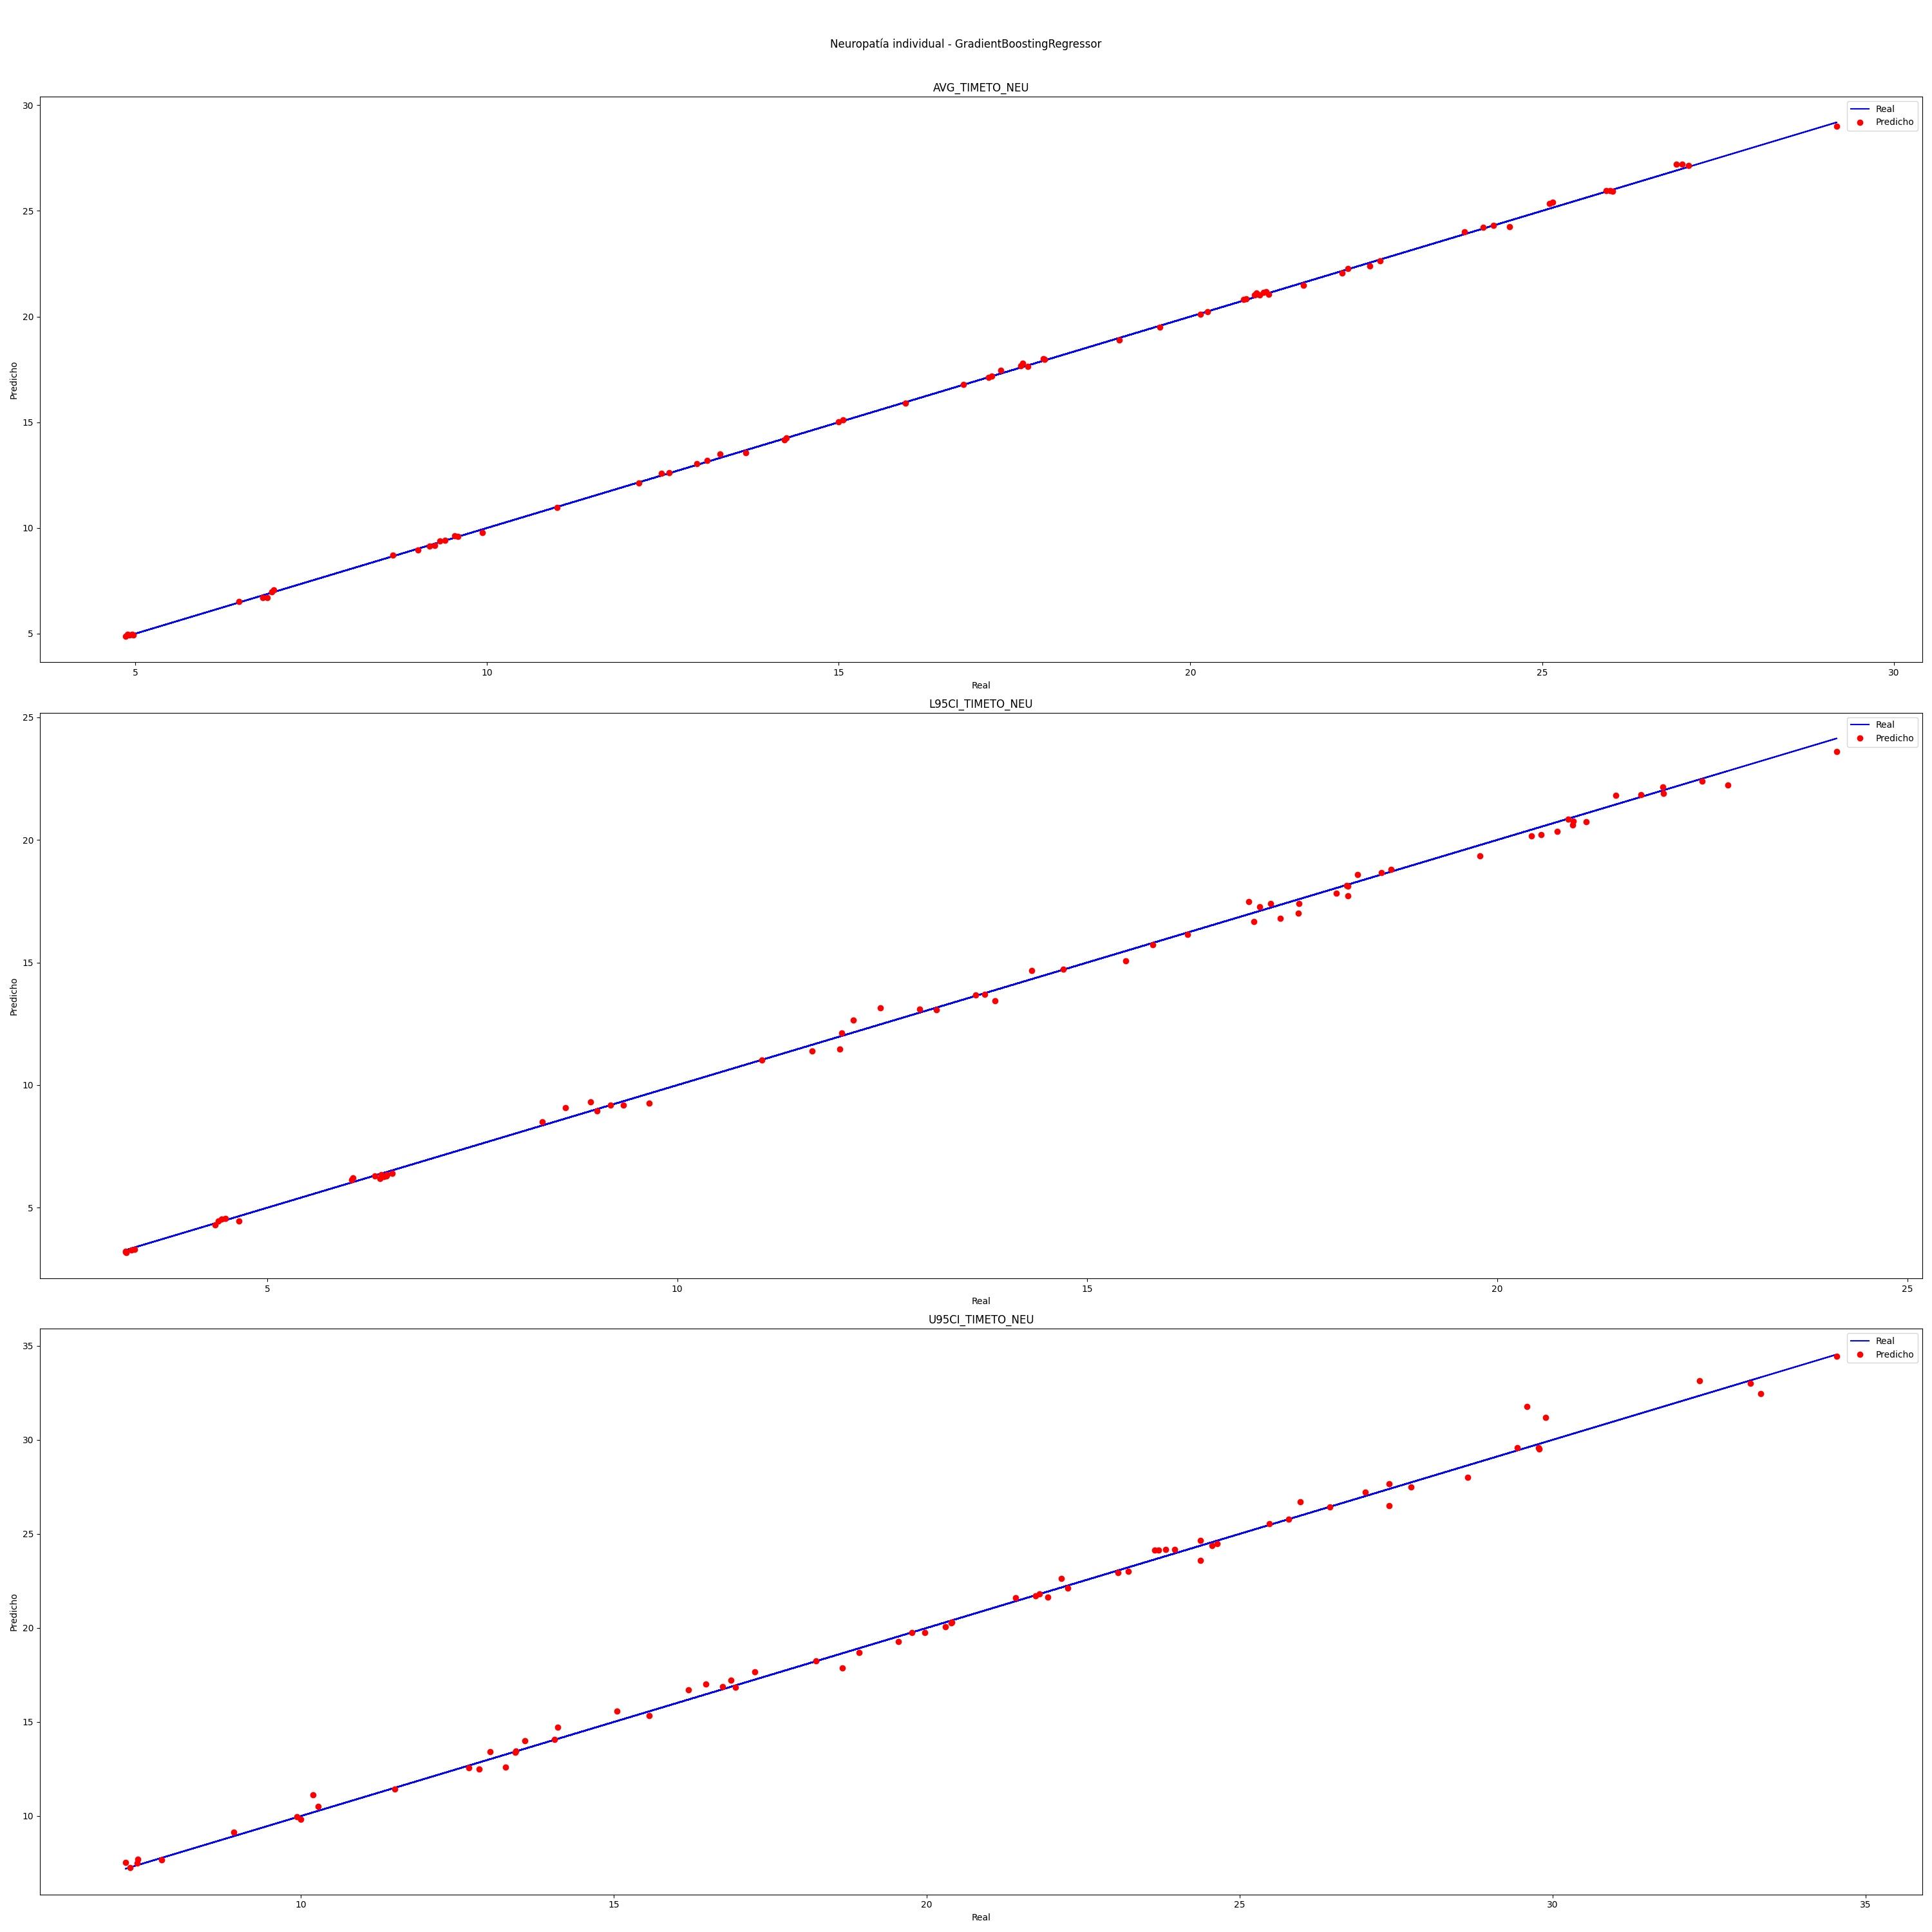 Neuropatía individual - GradientBoostingRegressor
AVG_TIMETO_NEU
30
25
20
15
10
5
Predicho
Real
Predicho
5 10 15 20 25 30
Real
L95CI_TIMETO_NEU
25
20
15
10
5
Predicho
Real
Predicho
5 10 15 20 25
Real
U95CI_TIMETO_NEU
35
30
25
20
15
10
Predicho
Real
Predicho
10 15 20 25 30 35
Real